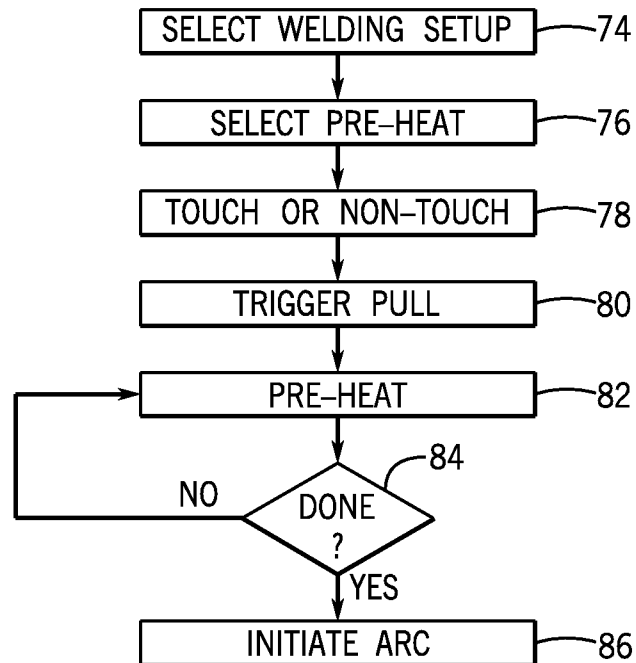 SELECT WELDING SETUP 74
SELECT PRE–HEAT 76
TOUCH OR NON–TOUCH 78
TRIGGER PULL 80
PRE–HEAT 82
84
NO
DONE
?
YES
INITIATE ARC 86